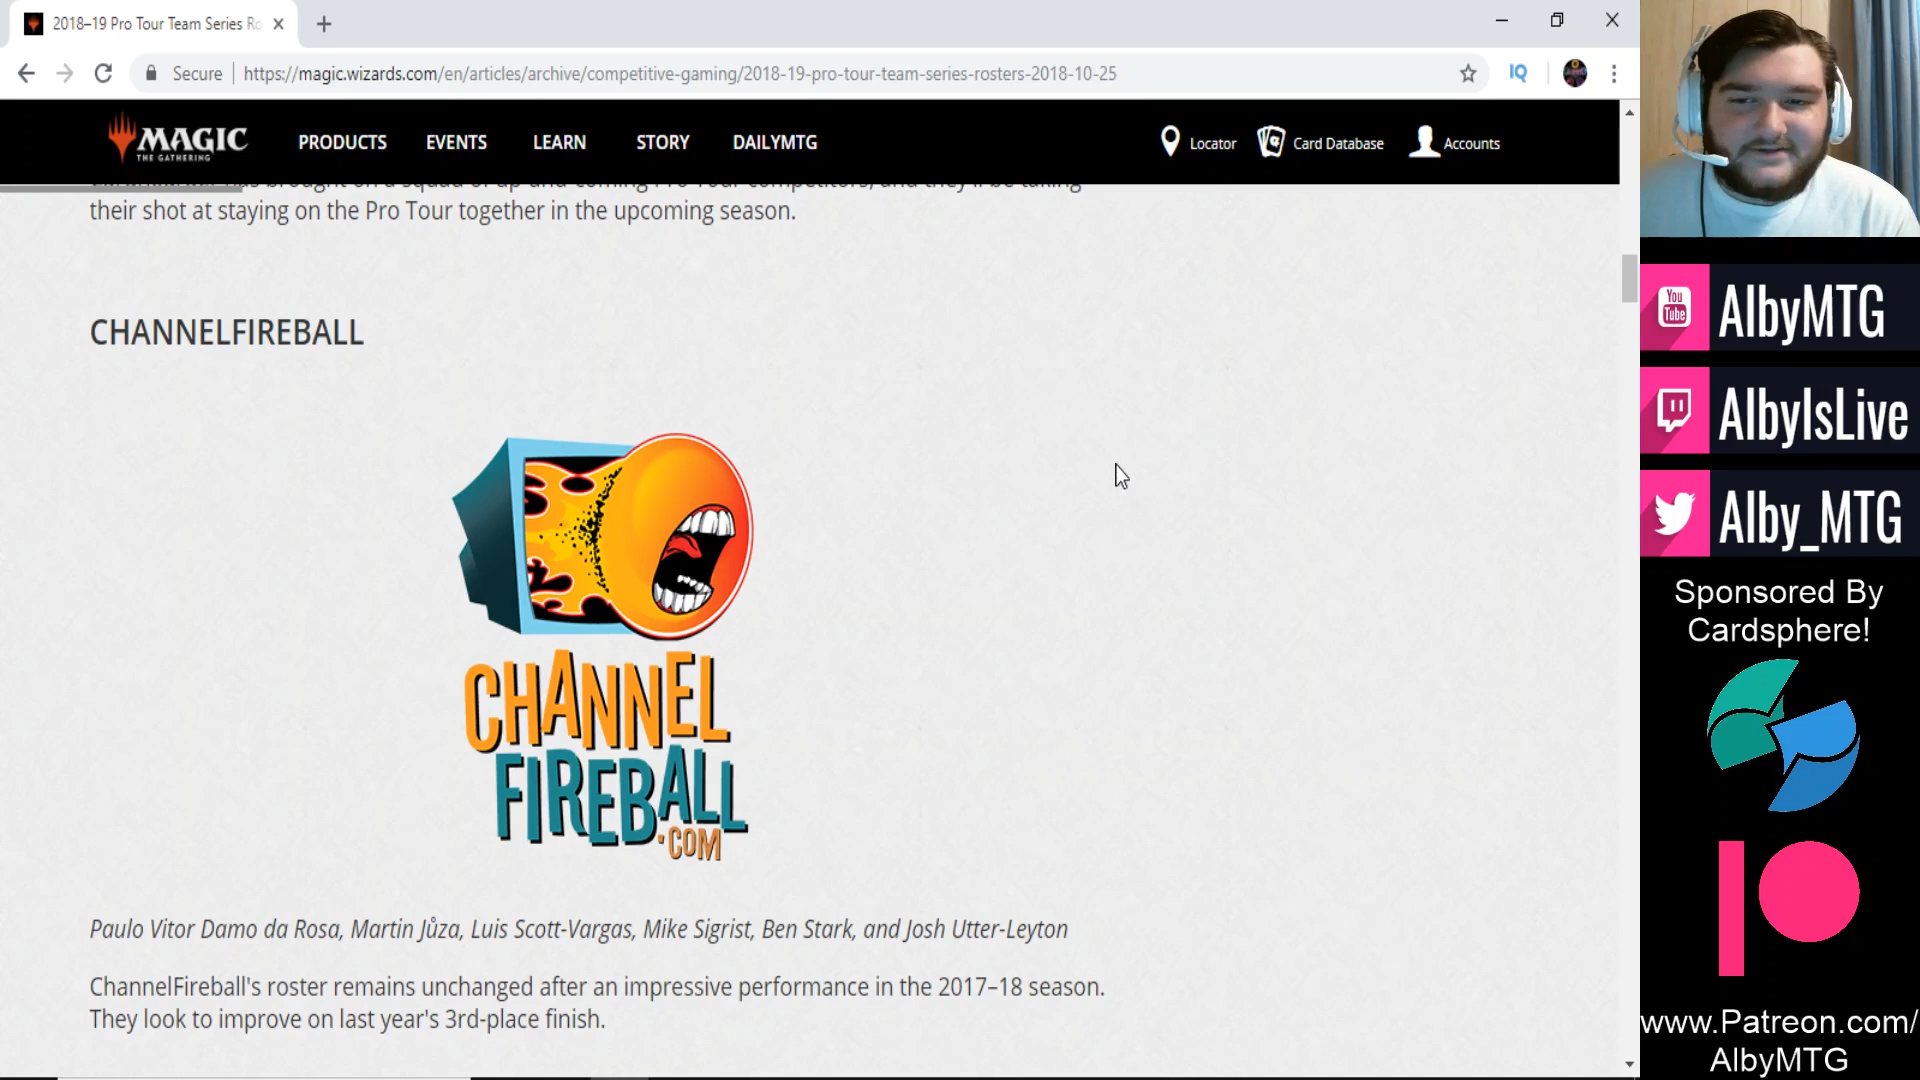 2018–19 Pro Tour Team Series Ro
Secure
https://magic.wizards.com/en/articles/archive/competitive-gaming/2018-19-pro-tour-team-series-rosters-2018-10-25
IQ
MAGIC
THE GATHERING
PRODUCTS
EVENTS
LEARN
STORY
DAILYMTG
Locator
Card Database
Accounts
their shot at staying on the Pro Tour together in the upcoming season.
CHANNELFIREBALL
CHANNEL
FIREBALL
.COM
Paulo Vitor Damo da Rosa, Martin Jůza, Luis Scott-Vargas, Mike Sigrist, Ben Stark, and Josh Utter-Leyton
ChannelFireball's roster remains unchanged after an impressive performance in the 2017–18 season.
They look to improve on last year's 3rd-place finish.
You
Tube
AlbyMTG
AlbyIsLive
Alby_MTG
Sponsored By
Cardsphere!
www.Patreon.com/
AlbyMTG